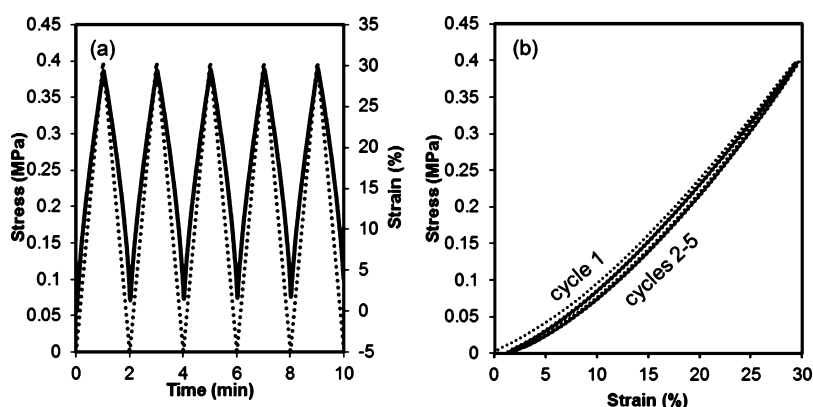 (a)
Stress (MPa)
0.45
0.4
0.35
0.3
0.25
0.2
0.15
0.1
0.05
0
35
30
25
20
15
10
5
0
-5
Strain (%)
0 2 4 6 8 10
Time (min)
(b)
Stress (MPa)
0.45
0.4
0.35
0.3
0.25
0.2
0.15
0.1
0.05
0
cycle 1
cycles 2-5
0 5 10 15 20 25 30
Strain (%)